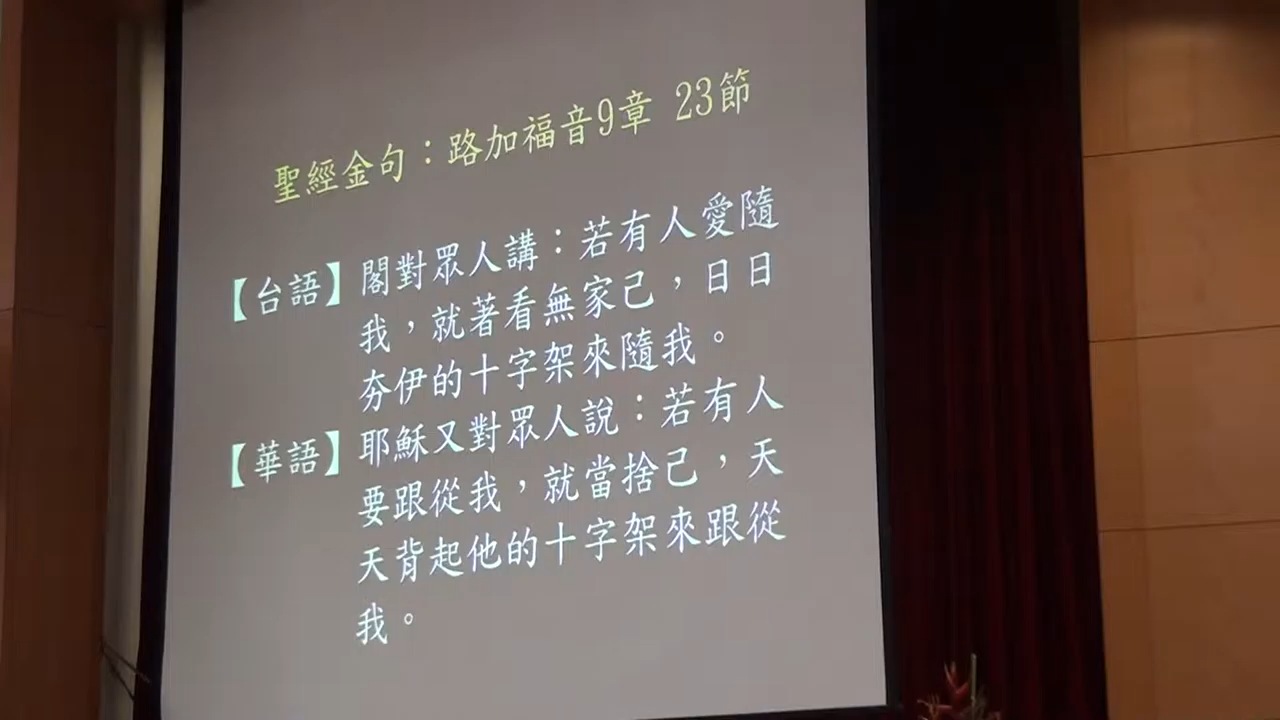 聖經金句：路加福音9章 23節
【台語】閣對眾人講：若有人愛隨
我，就著看無家己，日日
夯伊的十字架來隨我。
【華語】耶穌又對眾人說：若有人
要跟從我，就當捨己，天
天背起他的十字架來跟從
我。